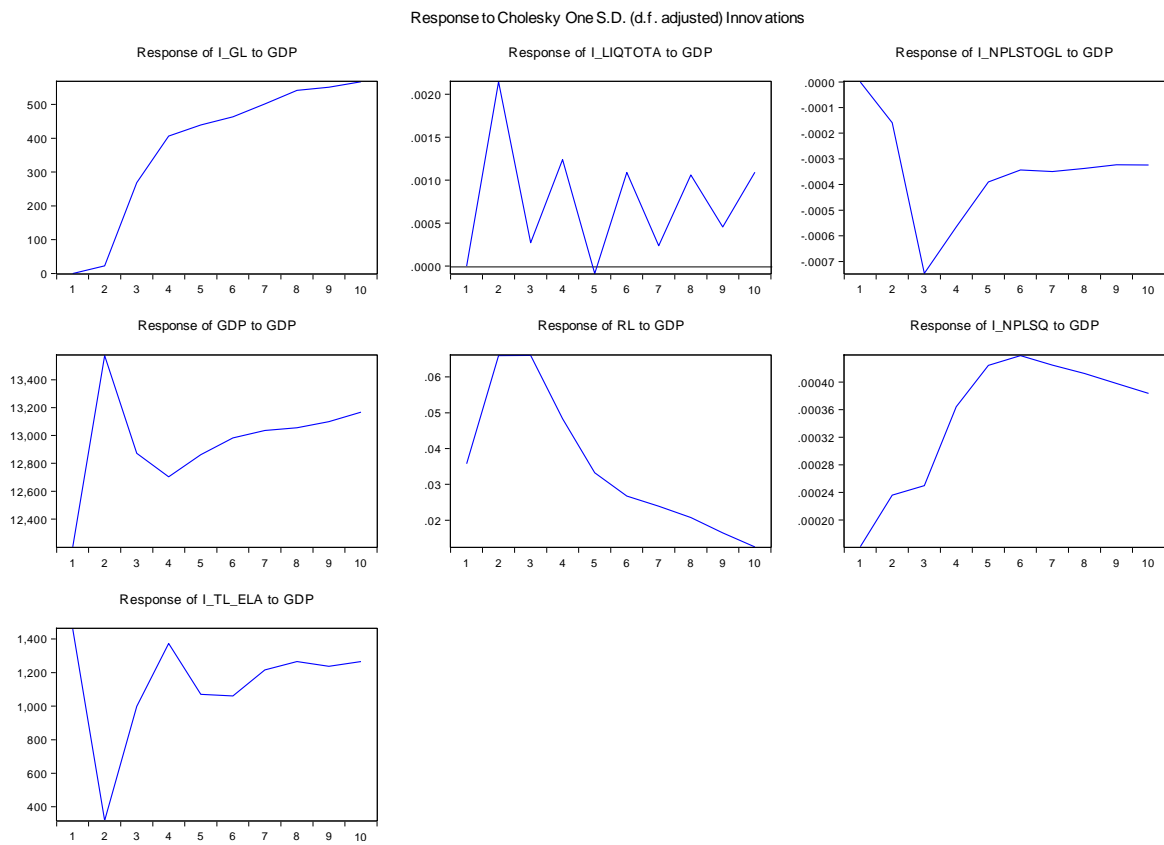 Response to Cholesky One S.D. (d.f. adjusted) Innovations
Response of I_GL to GDP
500
400
300
200
100
0
1 2 3 4 5 6 7 8 9 10
Response of I_LIQTOTA to GDP
.0020
.0015
.0010
.0005
.0000
1 2 3 4 5 6 7 8 9 10
Response of I_NPLSTOGL to GDP
.0000
-.0001
-.0002
-.0003
-.0004
-.0005
-.0006
-.0007
1 2 3 4 5 6 7 8 9 10
Response of GDP to GDP
13,400
13,200
13,000
12,800
12,600
12,400
1 2 3 4 5 6 7 8 9 10
Response of RL to GDP
.06
.05
.04
.03
.02
1 2 3 4 5 6 7 8 9 10
Response of I_NPLSQ to GDP
.00040
.00036
.00032
.00028
.00024
.00020
1 2 3 4 5 6 7 8 9 10
Response of I_TL_ELA to GDP
1,400
1,200
1,000
800
600
400
1 2 3 4 5 6 7 8 9 10